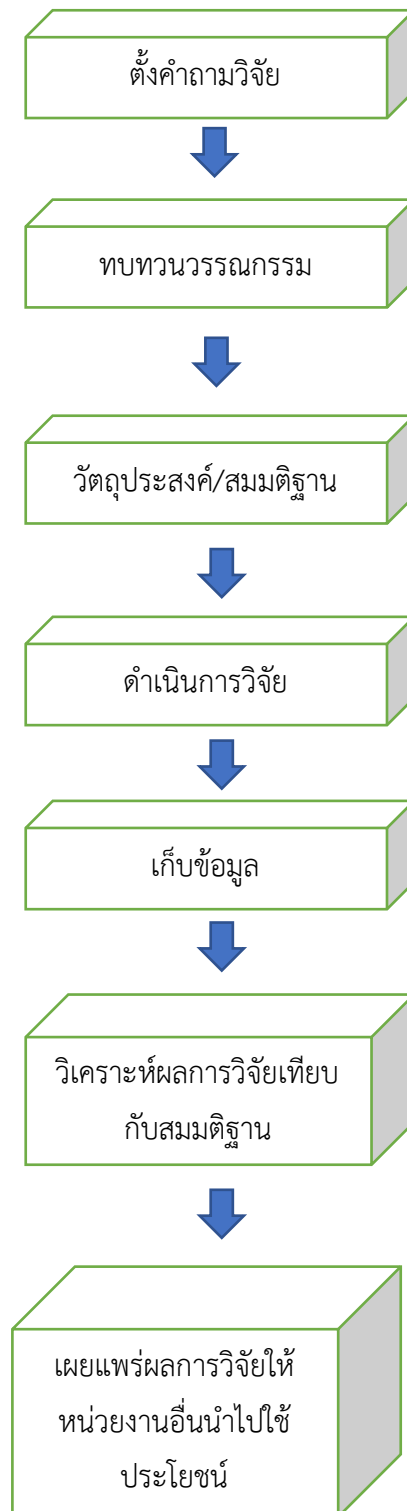 ตั้งคำถามวิจัย
ทบทวนวรรณกรรม
วัตถุประสงค์/สมมติฐาน
ดำเนินการวิจัย
เก็บข้อมูล
วิเคราะห์ผลการวิจัยเทียบ
กับสมมติฐาน
เผยแพร่ผลการวิจัยให้
หน่วยงานอื่นนำไปใช้
ประโยชน์